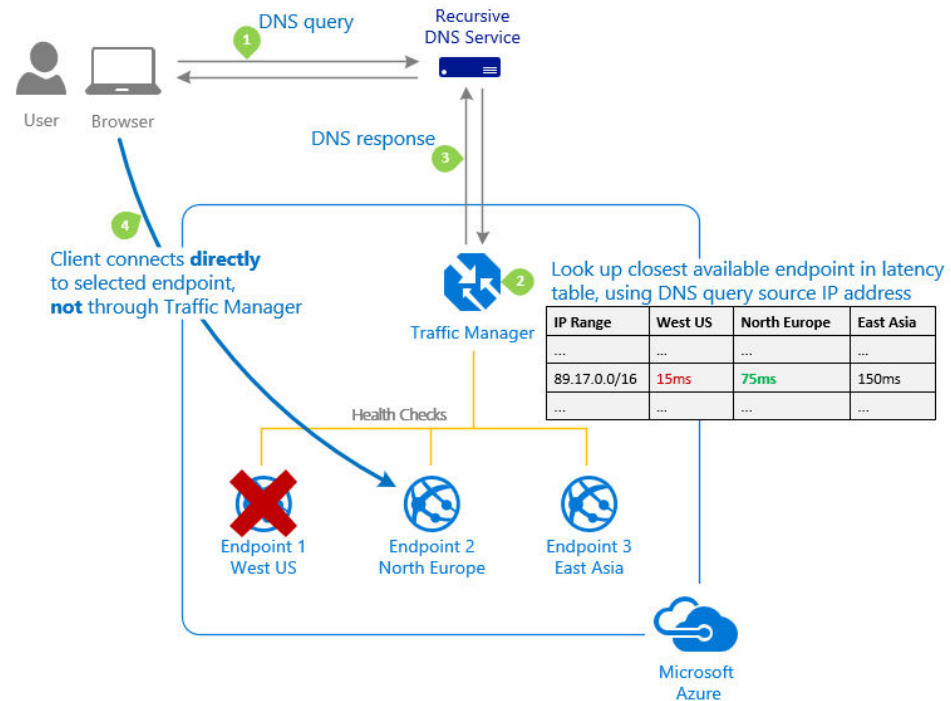 DNS query
1
Recursive
DNS Service
User
Browser
DNS response
3
4
Client connects directly
to selected endpoint,
not through Traffic Manager
2
Traffic Manager
Look up closest available endpoint in latency
table, using DNS query source IP address
IP Range West US North Europe East Asia
... ... ... ...
89.17.0.0/16 15ms 75ms 150ms
... ... ... ...
Health Checks
Endpoint 1
West US
Endpoint 2
North Europe
Endpoint 3
East Asia
Microsoft
Azure